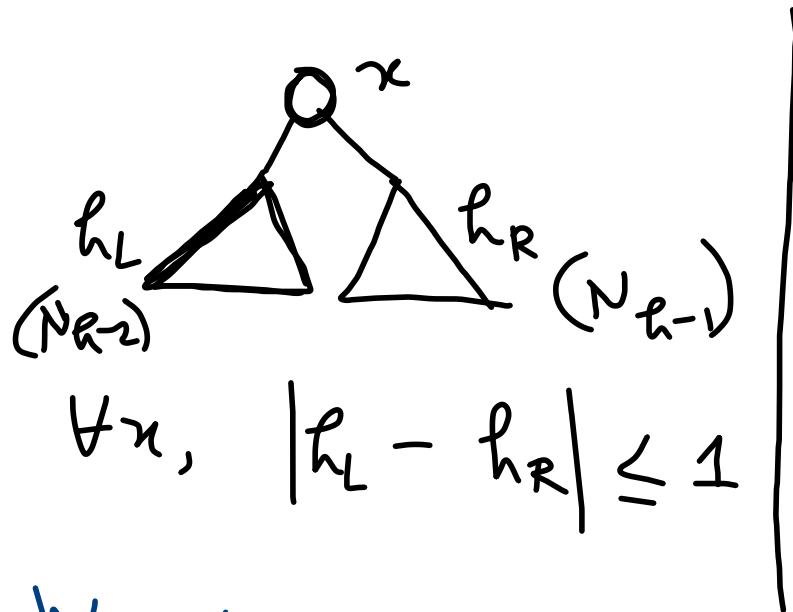 x
h_L
h_R
(N_{h-2})
(N_{h-1})
∀x, |h_L - h_R| ≤ 1